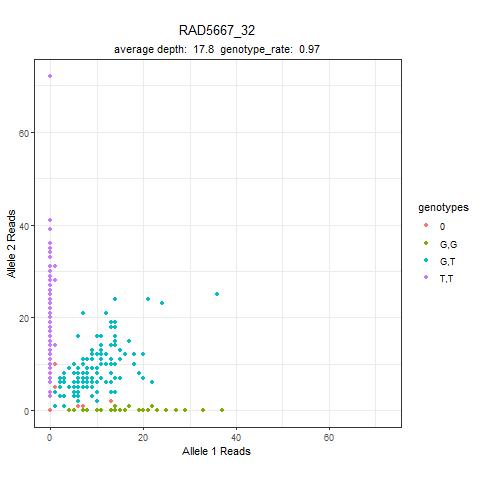 RAD5667_32
average depth: 17.8 genotype_rate: 0.97
60
40
20
0
Allele 2 Reads
0 20 40 60
Allele 1 Reads
genotypes
0
G,G
G,T
T,T